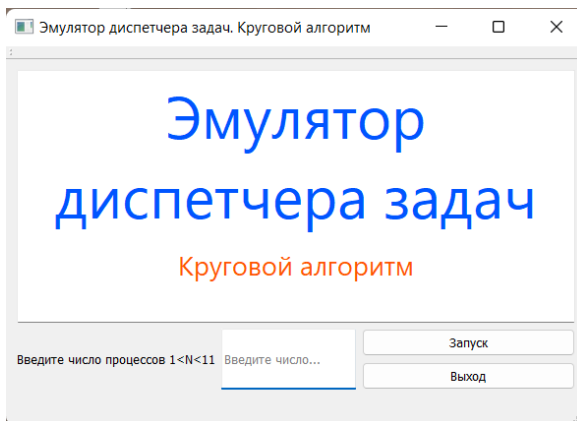 Эмулятор диспетчера задач. Круговой алгоритм
Эмулятор
диспетчера задач
Круговой алгоритм
Введите число процессов 1<N<11
Введите число...
Запуск
Выход